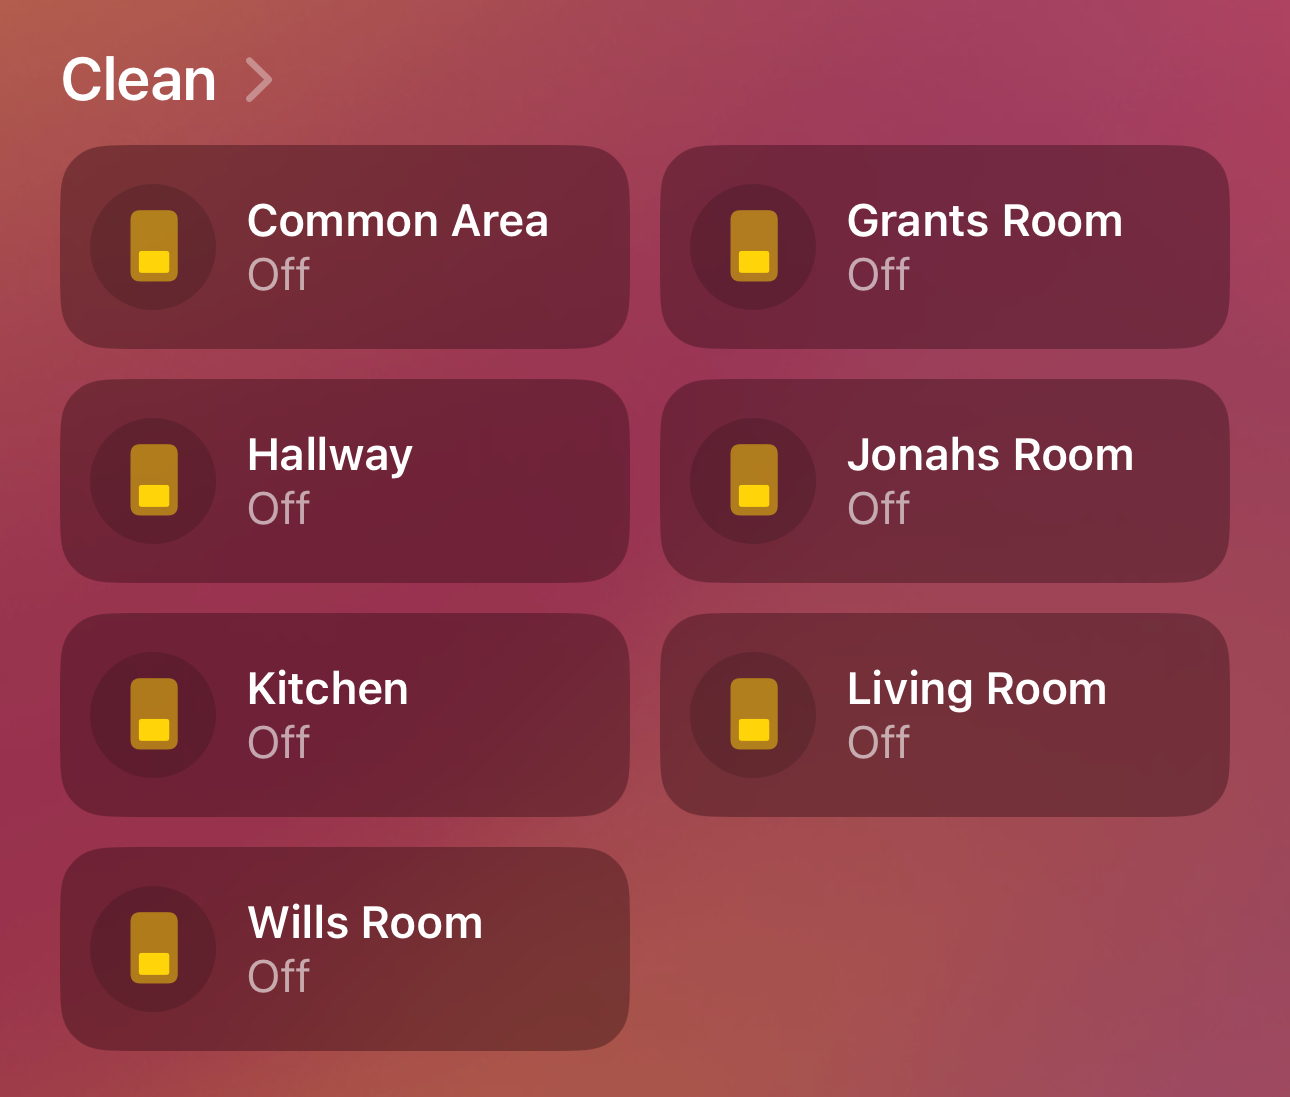 Clean
Common Area
Off
Grants Room
Off
Hallway
Off
Jonahs Room
Off
Kitchen
Off
Living Room
Off
Wills Room
Off